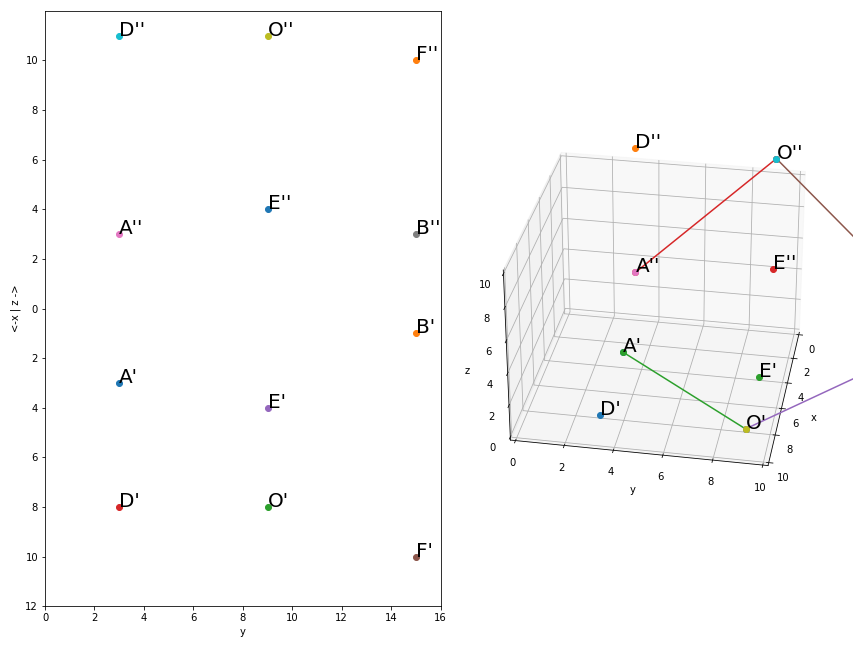 D'' O'' F''
10
8
6
E''
4
A'' B''
2
0
B'
2
A'
4 E'
6
D' O'
8
F'
10
12
0 2 4 6 8 10 12 14 16
y
<-x | z ->
D''
O''
A'' E''
10
8
6
4
2
0
z
A'
E'
D' O'
0 2 4 6 8 10
y
0
2
4
6
8
10
x